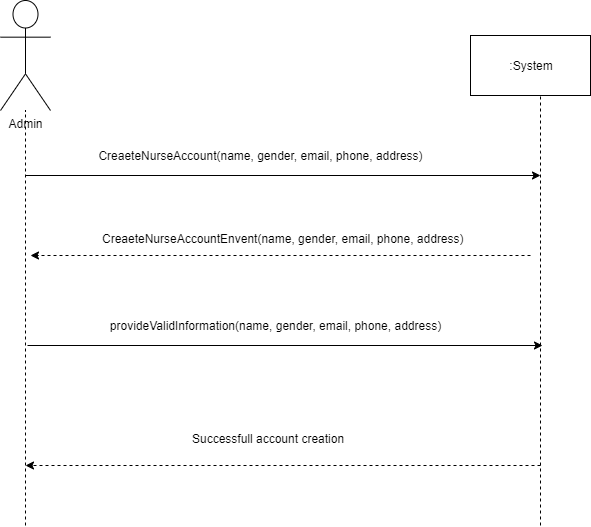 :System
Admin
CreaeteNurseAccount(name, gender, email, phone, address)
CreaeteNurseAccountEnvent(name, gender, email, phone, address)
provideValidInformation(name, gender, email, phone, address)
Successfull account creation